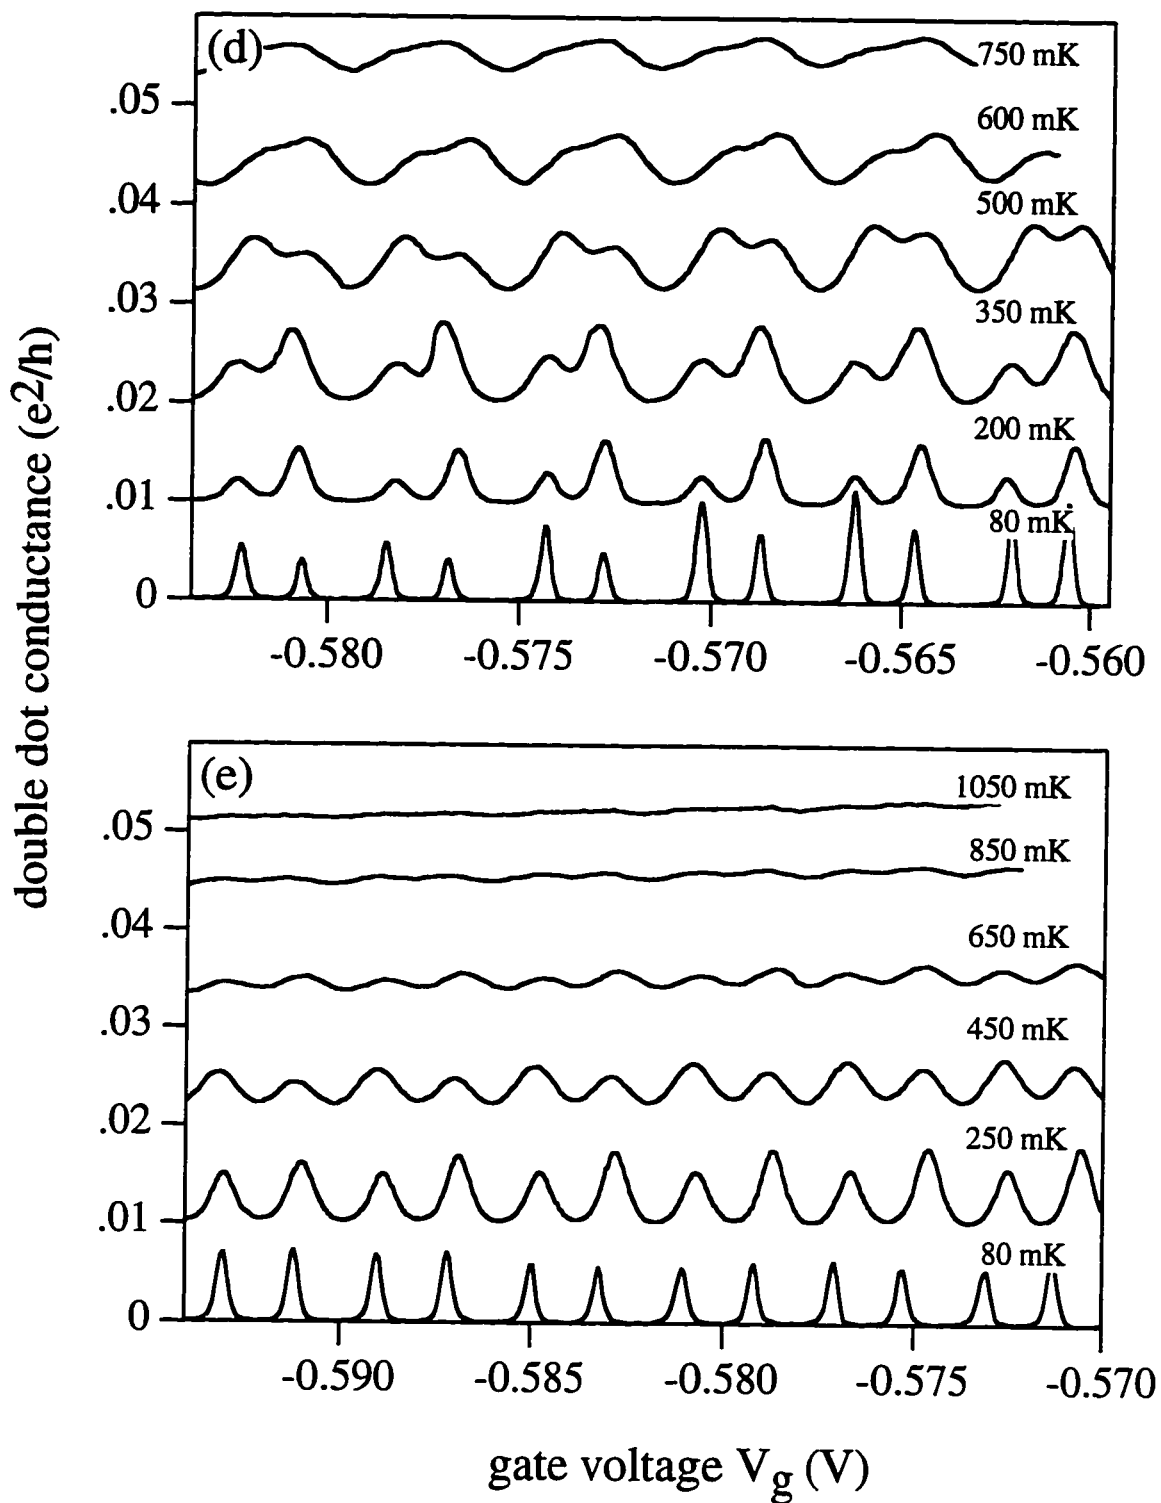 (d)
750 mK
.05
600 mK
.04
500 mK
.03
350 mK
.02
200 mK
.01
80 mK
0
-0.580 -0.575 -0.570 -0.565 -0.560
double dot conductance (e2/h)
(e)
1050 mK
.05
850 mK
.04
650 mK
.03
450 mK
.02
250 mK
.01
80 mK
0
-0.590 -0.585 -0.580 -0.575 -0.570
gate voltage Vg (V)